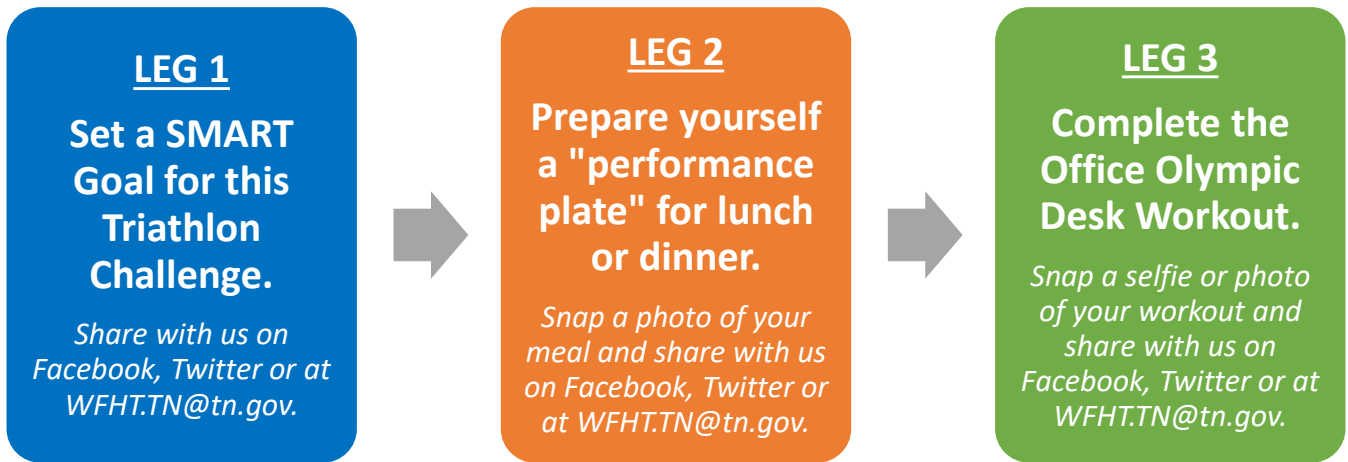 LEG 1
Set a SMART
Goal for this
Triathlon
Challenge.
Share with us on
Facebook, Twitter or at
WFHT.TN@tn.gov.
LEG 2
Prepare yourself
a "performance
plate" for lunch
or dinner.
Snap a photo of your
meal and share with us
on Facebook, Twitter or
at WFHT.TN@tn.gov.
LEG 3
Complete the
Office Olympic
Desk Workout.
Snap a selfie or photo
of your workout and
share with us on
Facebook, Twitter or at
WFHT.TN@tn.gov.